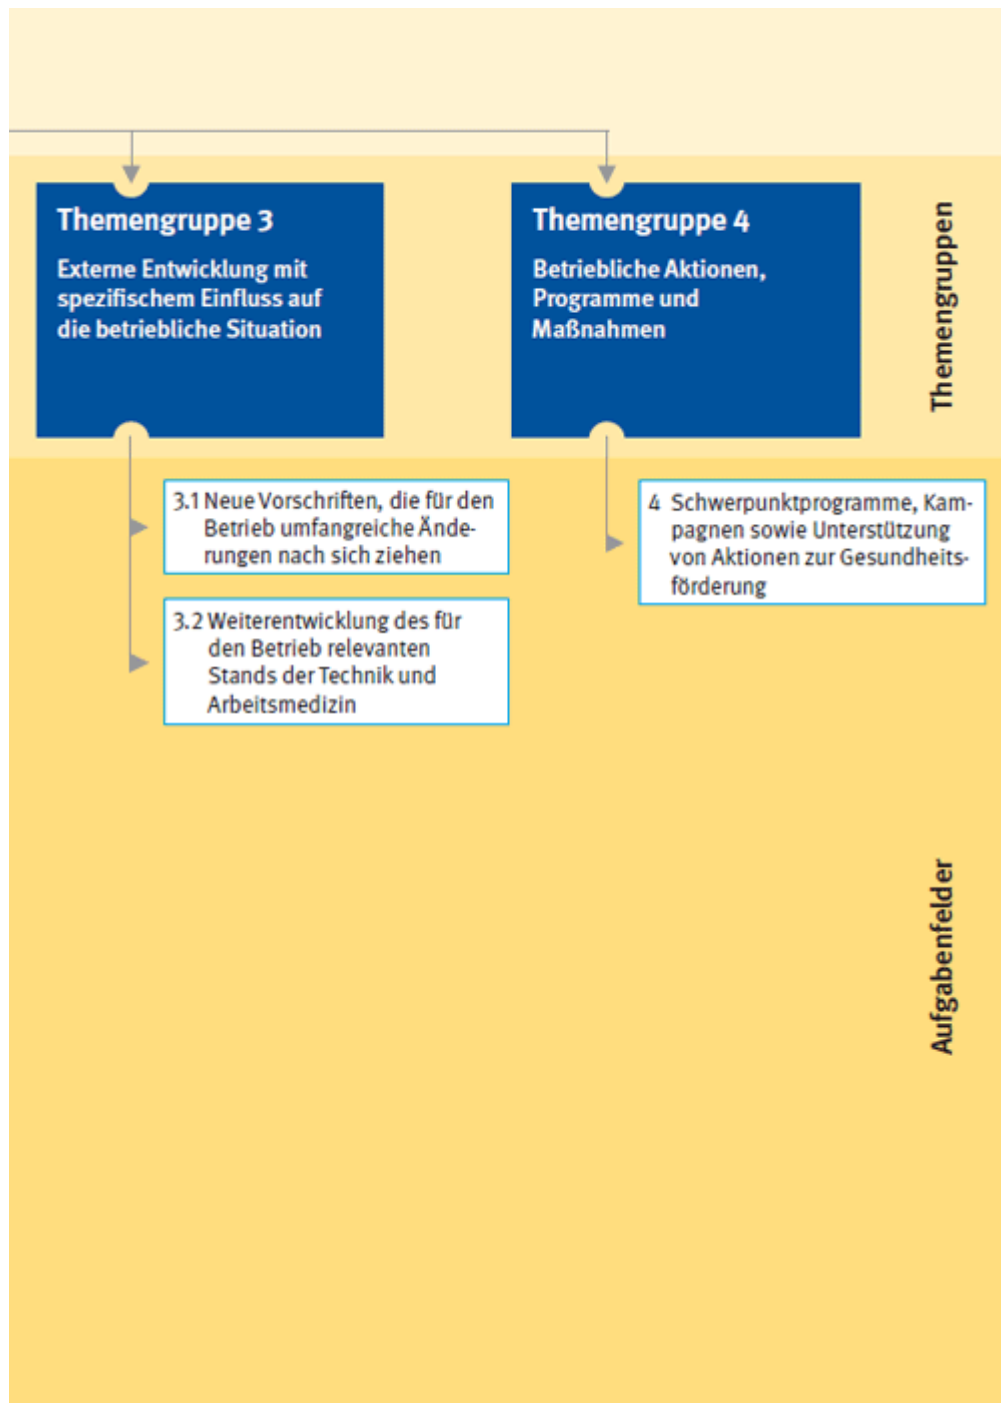 Themengruppe 3
Externe Entwicklung mit
spezifischem Einfluss auf
die betriebliche Situation
Themengruppe 4
Betriebliche Aktionen,
Programme und
Maßnahmen
Themengruppen
3.1 Neue Vorschriften, die für den
Betrieb umfangreiche Ände-
rungen nach sich ziehen
3.2 Weiterentwicklung des für
den Betrieb relevanten
Stands der Technik und
Arbeitsmedizin
4 Schwerpunktprogramme, Kam-
pagnen sowie Unterstützung
von Aktionen zur Gesundheits-
förderung
Aufgabenfelder